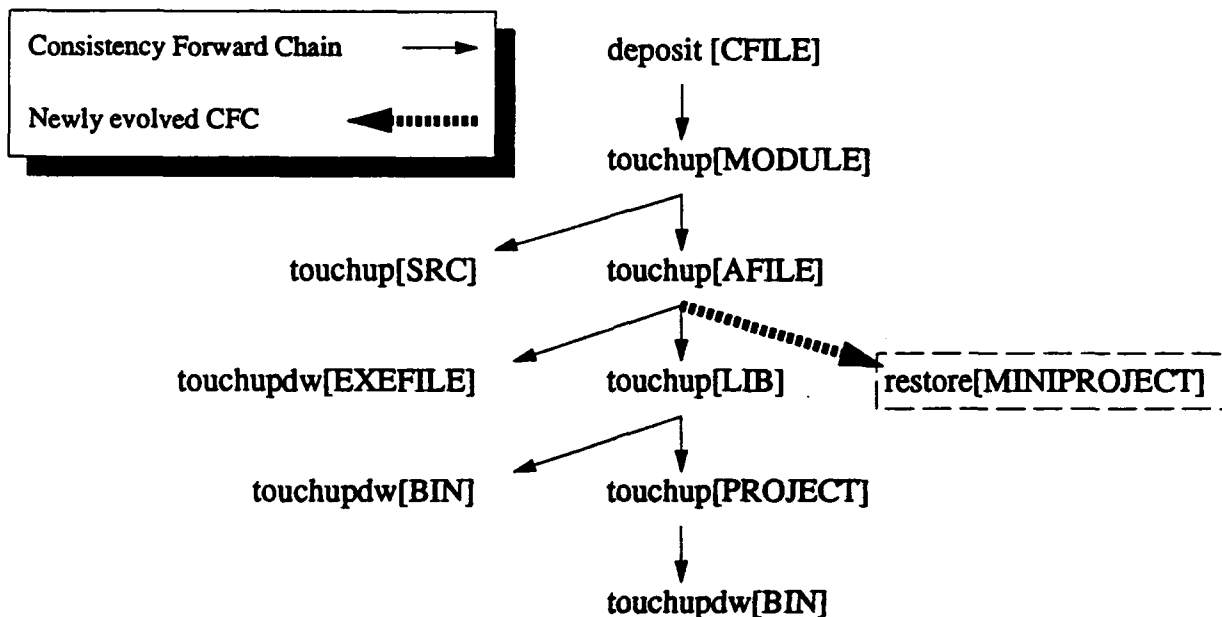 Consistency Forward Chain
Newly evolved CFC
deposit [CFILE]
touchup[MODULE]
touchup[SRC]
touchup[AFILE]
touchupdw[EXEFILE]
touchup[LIB]
restore[MINIPROJECT]
touchupdw[BIN]
touchup[PROJECT]
touchupdw[BIN]